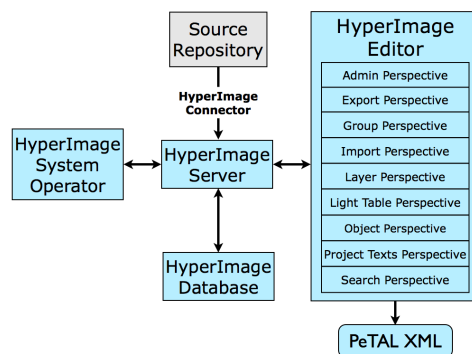 Source
Repository
HyperImage
Connector
HyperImage
System
Operator
HyperImage
Server
HyperImage
Database
HyperImage
Editor
Admin Perspective
Export Perspective
Group Perspective
Import Perspective
Layer Perspective
Light Table Perspective
Object Perspective
Project Texts Perspective
Search Perspective
PeTAL XML